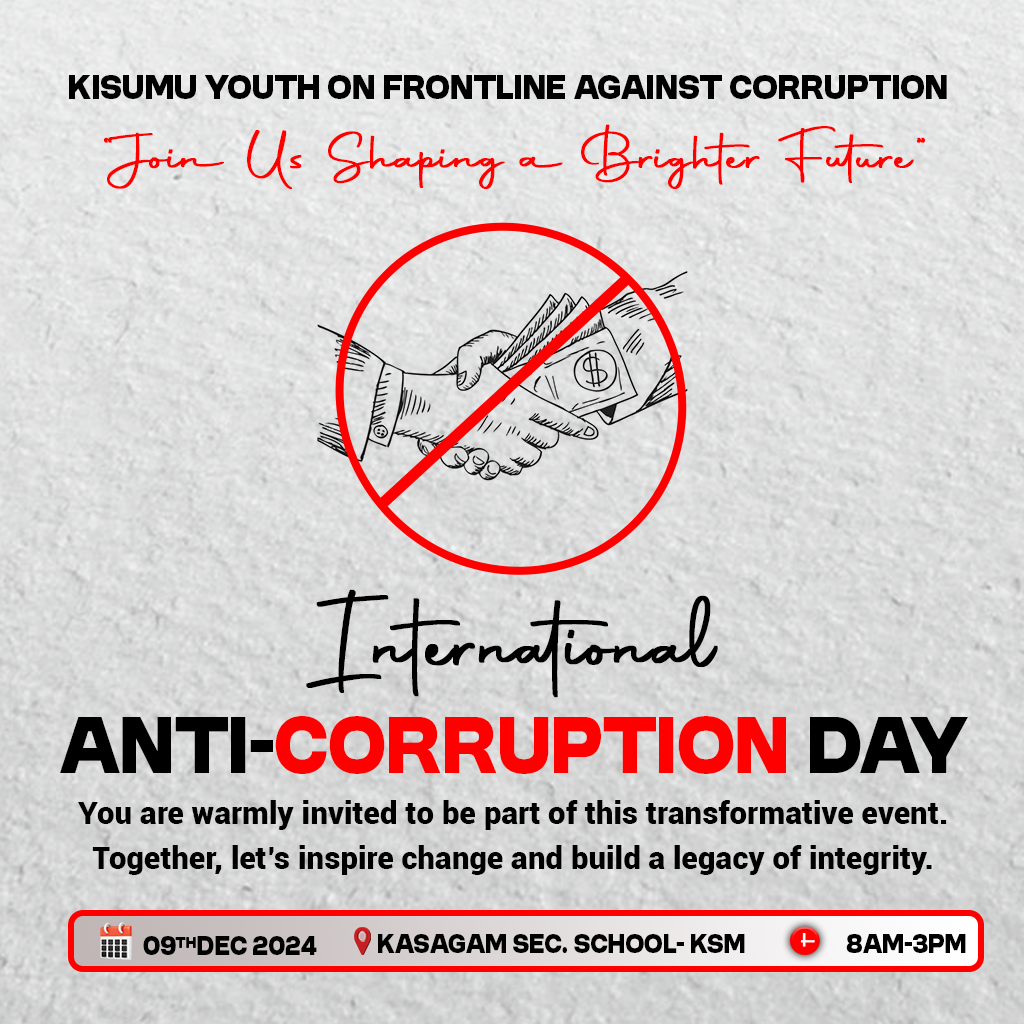 KISUMU YOUTH ON FRONTLINE AGAINST CORRUPTION
"Join Us Shaping a Brighter Future"
$
International
ANTI-CORRUPTION DAY
You are warmly invited to be part of this transformative event.
Together, let's inspire change and build a legacy of integrity.
09THDEC 2024 KASAGAM SEC. SCHOOL- KSM 8AM-3PM